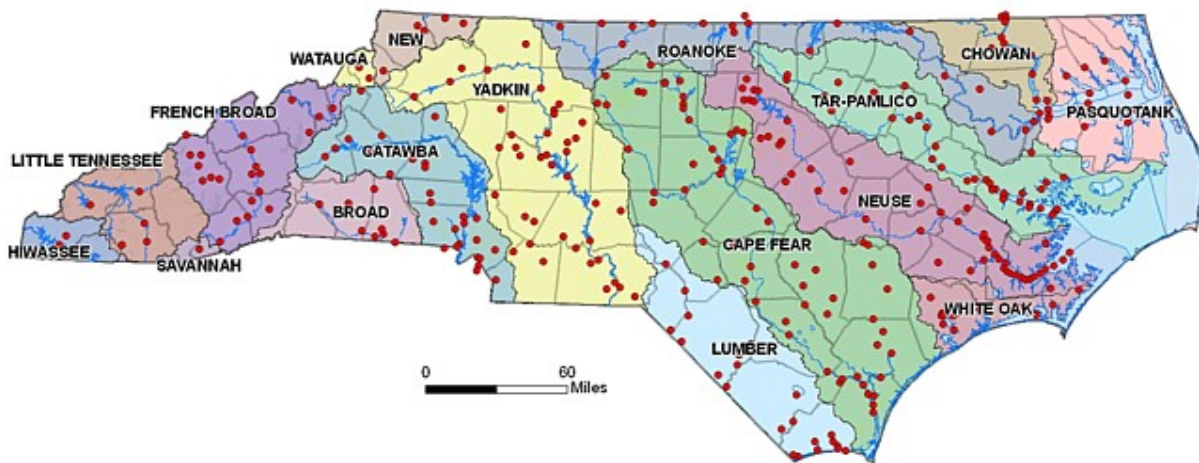 NEW
ROANOKE
CHOWAN
WATAUGA
YADKIN
TAR-PAMLICO
PASQUOTANK
FRENCH BROAD
LITTLE TENNESSEE
CATAWBA
BROAD
NEUSE
HIWASSEE
SAVANNAH
CAPE FEAR
WHITE OAK
LUMBER
0 60
Miles